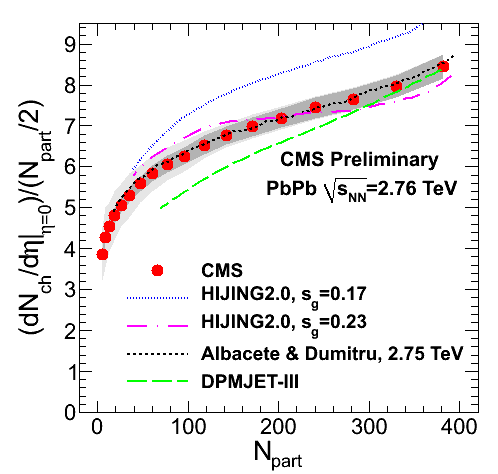 (dN_ch/dη|_η=0)/(N_part/2)
9
8
7
6
5
4
3
2
1
0
CMS Preliminary
PbPb √s_NN=2.76 TeV
CMS
HIJING2.0, s_g=0.17
HIJING2.0, s_g=0.23
Albacete & Dumitru, 2.75 TeV
DPMJET-III
0 100 200 300 400
N_part